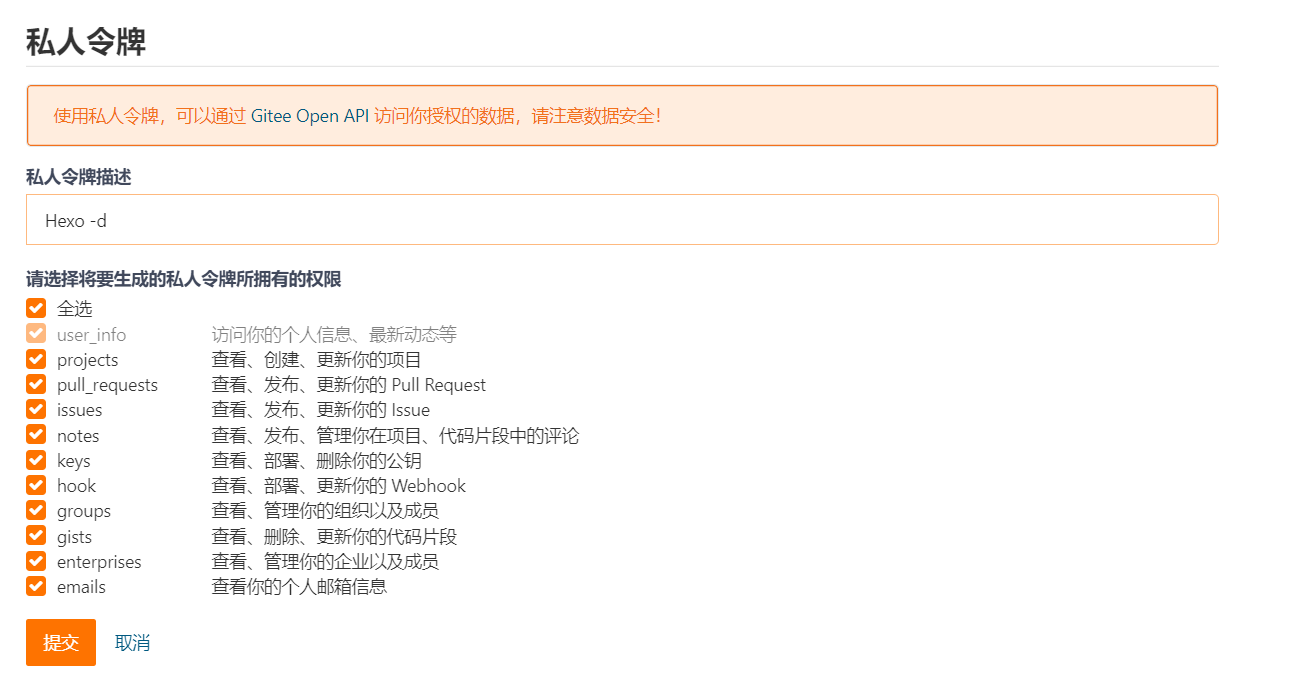 私人令牌
使用私人令牌，可以通过 Gitee Open API 访问你授权的数据，请注意数据安全！
私人令牌描述
Hexo -d
请选择将要生成的私人令牌所拥有的权限
全选
user_info 访问你的个人信息、最新动态等
projects 查看、创建、更新你的项目
pull_requests 查看、发布、更新你的 Pull Request
issues 查看、发布、更新你的 Issue
notes 查看、发布、管理你在项目、代码片段中的评论
keys 查看、部署、删除你的公钥
hook 查看、部署、更新你的 Webhook
groups 查看、管理你的组织以及成员
gists 查看、删除、更新你的代码片段
enterprises 查看、管理你的企业以及成员
emails 查看你的个人邮箱信息
提交 取消